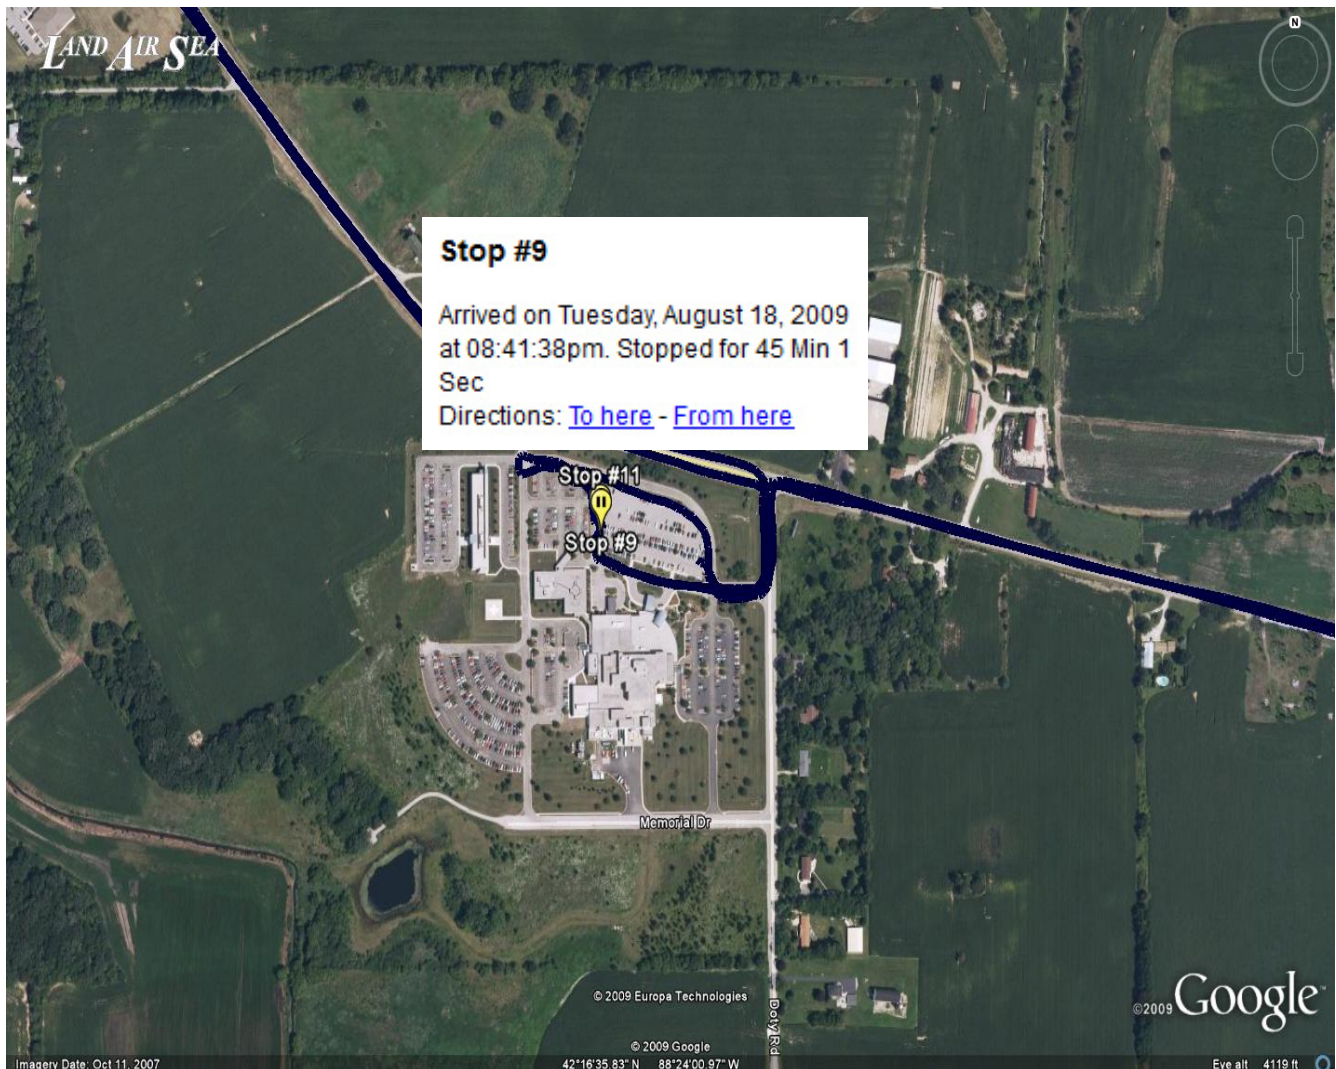 LAND AIR SEA
N
Stop #9
Arrived on Tuesday, August 18, 2009
at 08:41:38pm. Stopped for 45 Min 1
Sec
Directions: To here - From here
Stop #11
Stop #9
Memorial Dr
Doty Rd
© 2009 Europa Technologies
©2009 Google™
© 2009 Google
Imagery Date: Oct 11, 2007
42°16'35.83" N 88°24'00.97" W
Eye alt 4119 ft